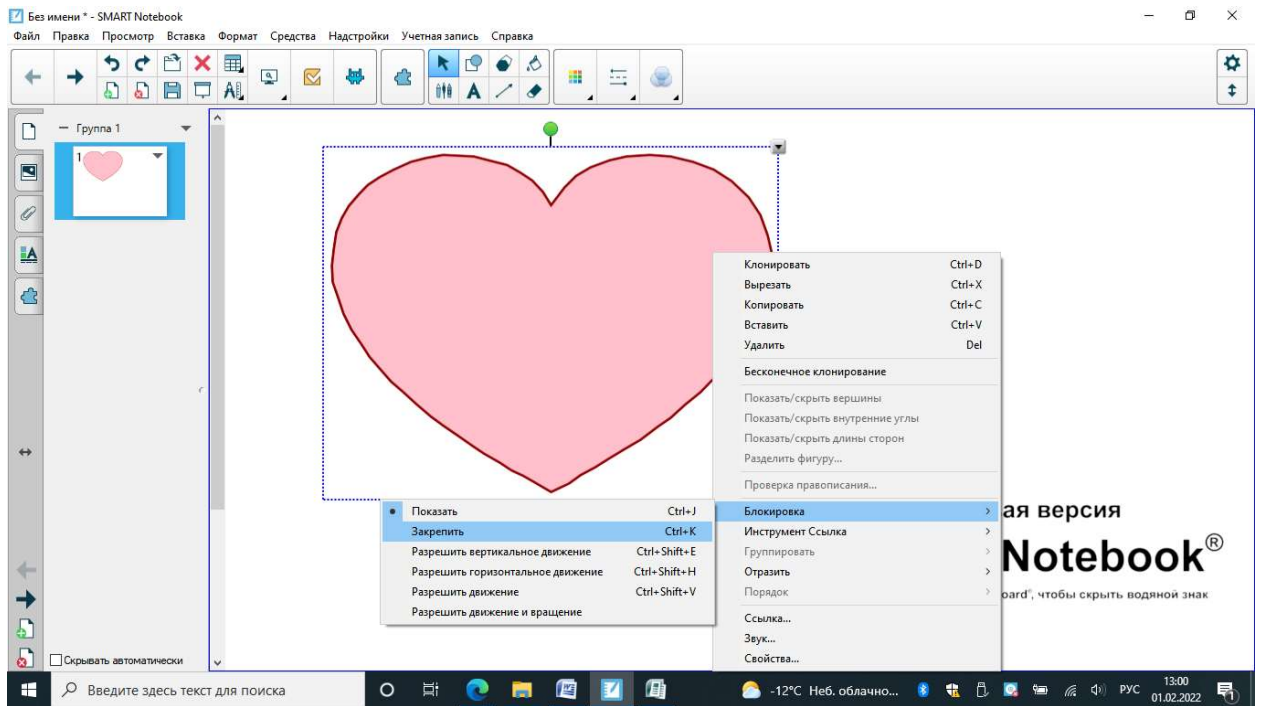 Без имени * - SMART Notebook
Файл Правка Просмотр Вставка Формат Средства Надстройки Учетная запись Справка
Группа 1
1
Клонировать Ctrl+D
Вырезать Ctrl+X
Копировать Ctrl+C
Вставить Ctrl+V
Удалить Del
Бесконечное клонирование
Показать/скрыть вершины
Показать/скрыть внутренние углы
Показать/скрыть длины сторон
Разделить фигуру...
Проверка правописания...
Блокировка
Инструмент Ссылка
Группировать
Отразить
Порядок
Ссылка...
Звук...
Свойства...
Показать Ctrl+J
Закрепить Ctrl+K
Разрешить вертикальное движение Ctrl+Shift+E
Разрешить горизонтальное движение Ctrl+Shift+H
Разрешить движение Ctrl+Shift+V
Разрешить движение и вращение
ая версия
Notebook®
oard®, чтобы скрыть водяной знак
Скрывать автоматически
Введите здесь текст для поиска
-12°C Неб. облачно...
РУС
13:00
01.02.2022
1